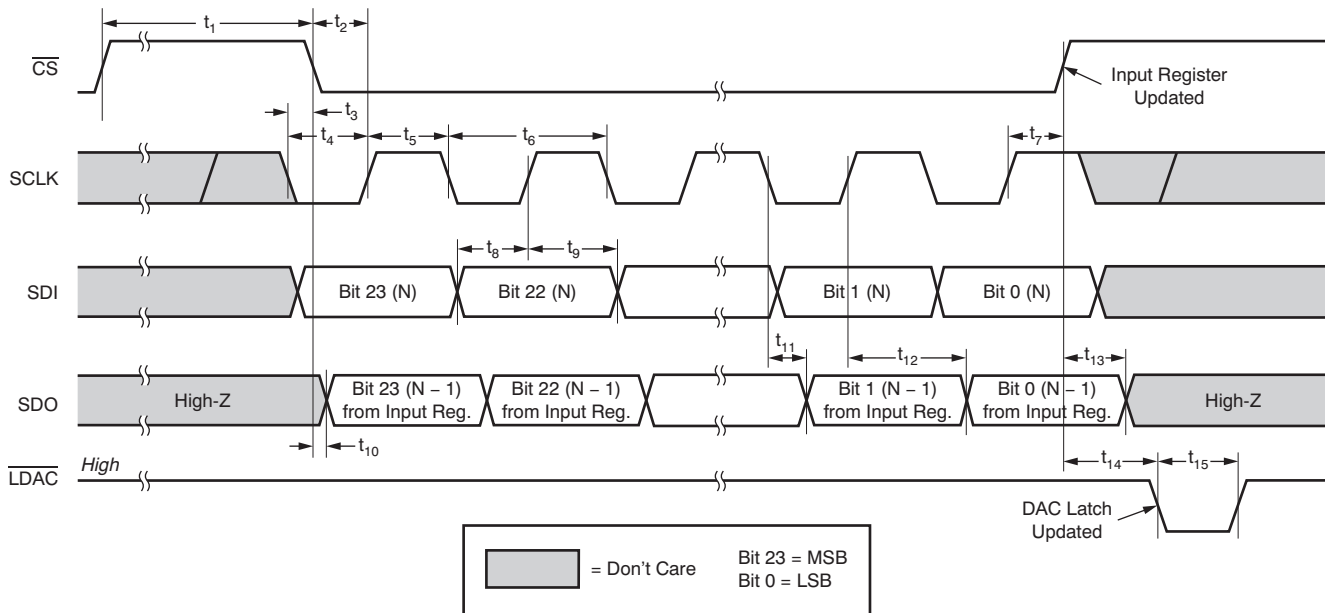 t₁ t₂
C̅S̅
Input Register
Updated
t₃
t₄ t₅ t₆ t₇
SCLK
t₈ t₉
SDI Bit 23 (N) Bit 22 (N) Bit 1 (N) Bit 0 (N)
t₁₁ t₁₂ t₁₃
SDO High-Z Bit 23 (N – 1) Bit 22 (N – 1) Bit 1 (N – 1) Bit 0 (N – 1) High-Z
from Input Reg. from Input Reg. from Input Reg. from Input Reg.
t₁₀
High
L̅D̅A̅C̅
t₁₄ t₁₅
DAC Latch
Updated
= Don't Care Bit 23 = MSB
Bit 0 = LSB